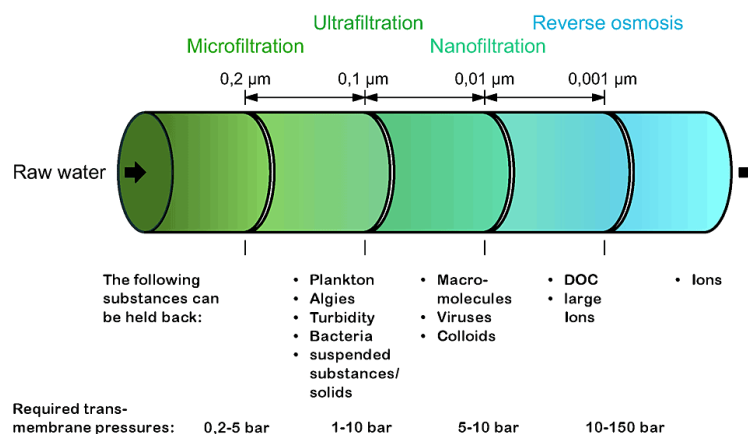 Ultrafiltration
Reverse osmosis
Microfiltration
Nanofiltration
0,2 µm
0,1 µm
0,01 µm
0,001 µm
Raw water
The following
substances can
be held back:
• Plankton
• Algies
• Turbidity
• Bacteria
• suspended
substances/
solids
• Macro-
molecules
• Viruses
• Colloids
• DOC
• large
Ions
• Ions
Required trans-
membrane pressures:
0,2-5 bar
1-10 bar
5-10 bar
10-150 bar